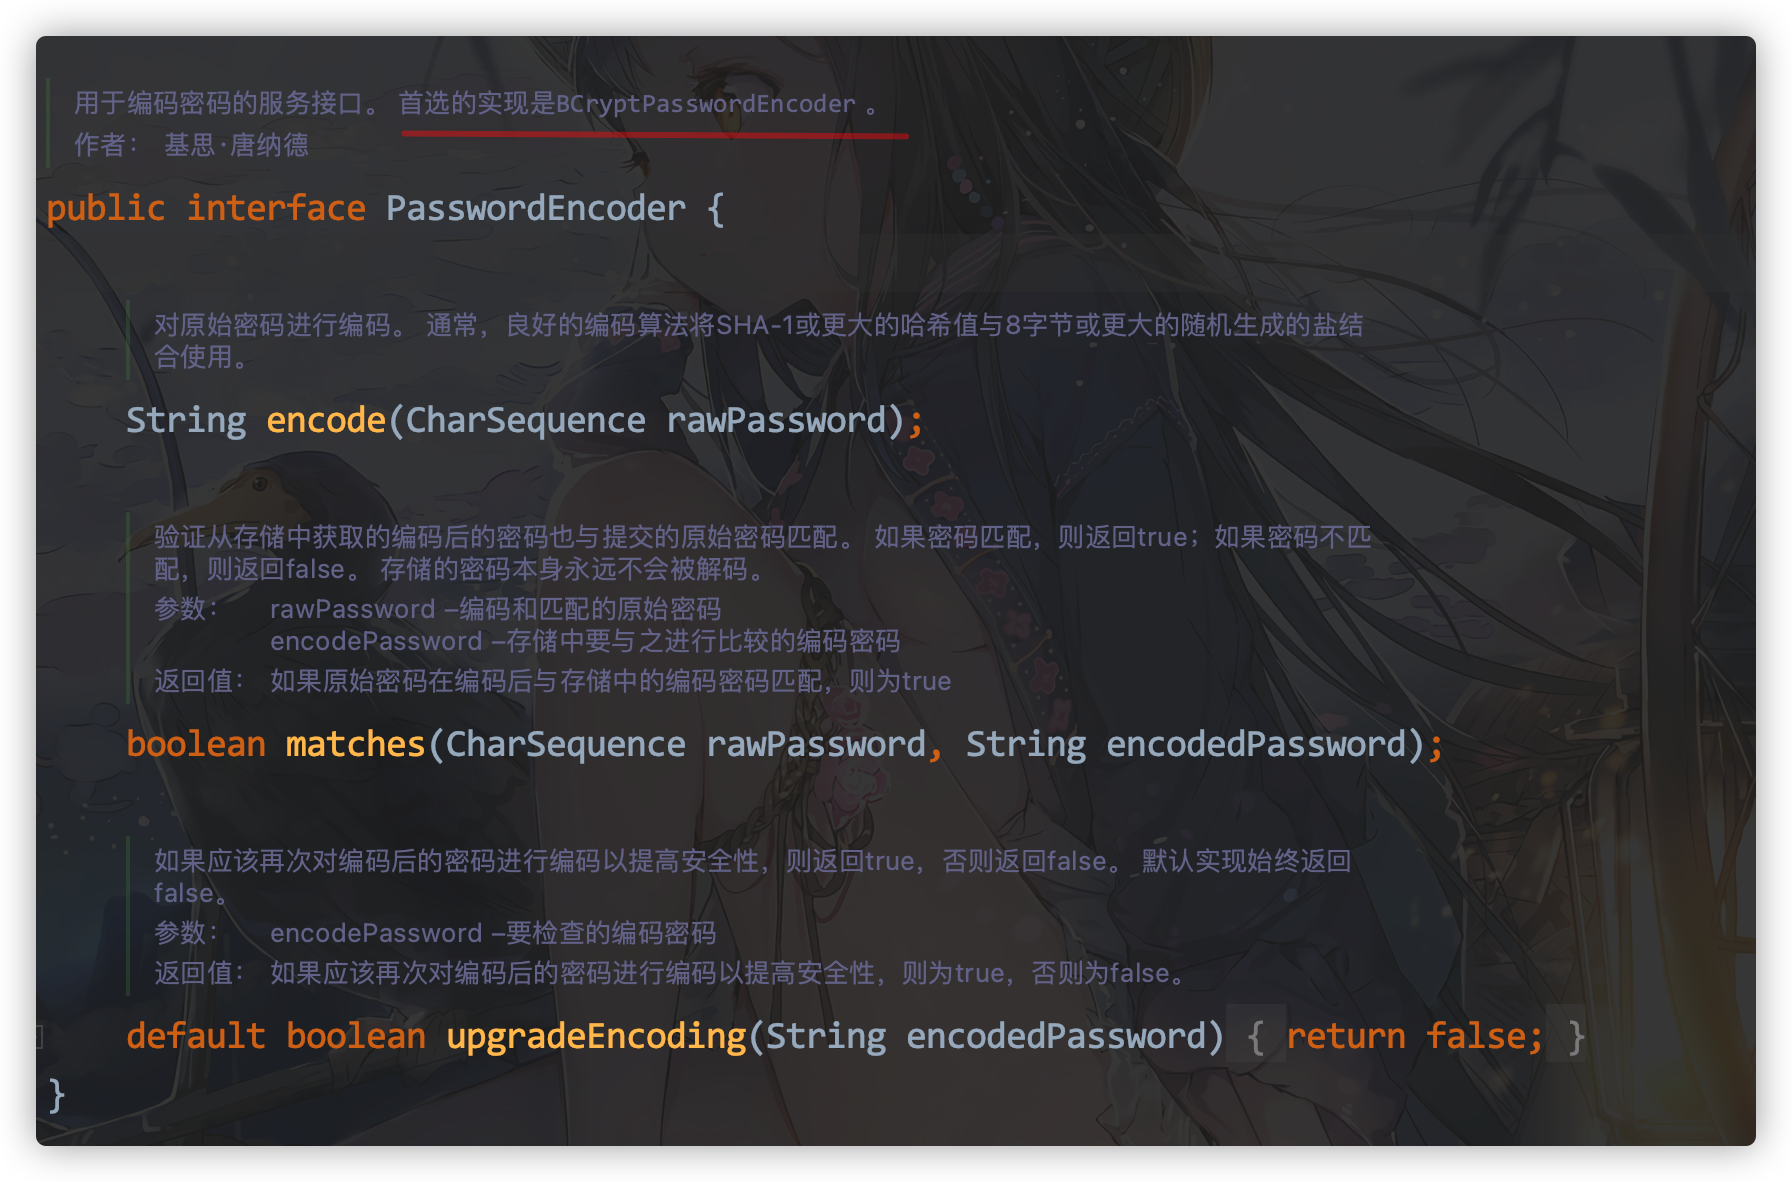 用于编码密码的服务接口。 首选的实现是BCryptPasswordEncoder 。
作者： 基思·唐纳德
public interface PasswordEncoder {
对原始密码进行编码。 通常，良好的编码算法将SHA-1或更大的哈希值与8字节或更大的随机生成的盐结
合使用。
String encode(CharSequence rawPassword);
验证从存储中获取的编码后的密码也与提交的原始密码匹配。 如果密码匹配，则返回true；如果密码不匹
配，则返回false。 存储的密码本身永远不会被解码。
参数： rawPassword –编码和匹配的原始密码
encodePassword –存储中要与之进行比较的编码密码
返回值： 如果原始密码在编码后与存储中的编码密码匹配，则为true
boolean matches(CharSequence rawPassword, String encodedPassword);
如果应该再次对编码后的密码进行编码以提高安全性，则返回true，否则返回false。 默认实现始终返回
false。
参数： encodePassword –要检查的编码密码
返回值： 如果应该再次对编码后的密码进行编码以提高安全性，则为true，否则为false。
default boolean upgradeEncoding(String encodedPassword) { return false; }
}